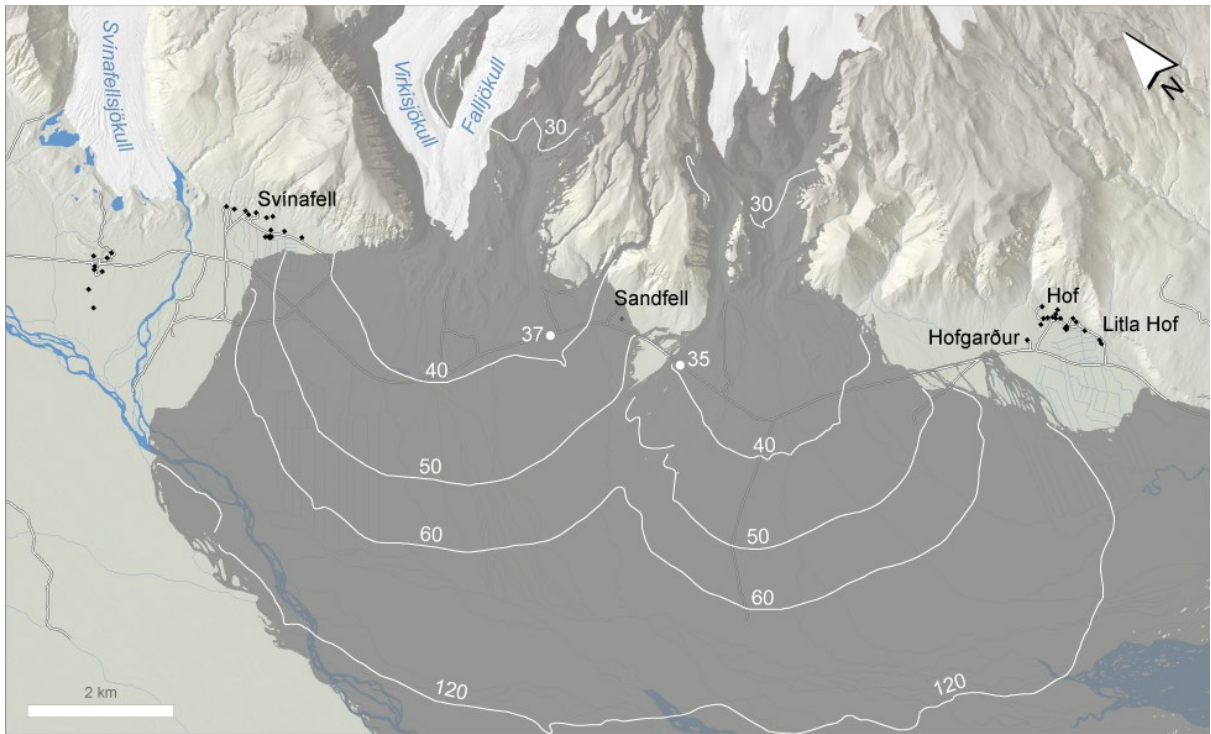 Svínafellsjökull
Virkisjökull
Falljökull
N
30
30
Svínafell
Sandfell
Hof
Hofgarður
Litla Hof
37
35
40
40
50
50
60
60
120
120
2 km